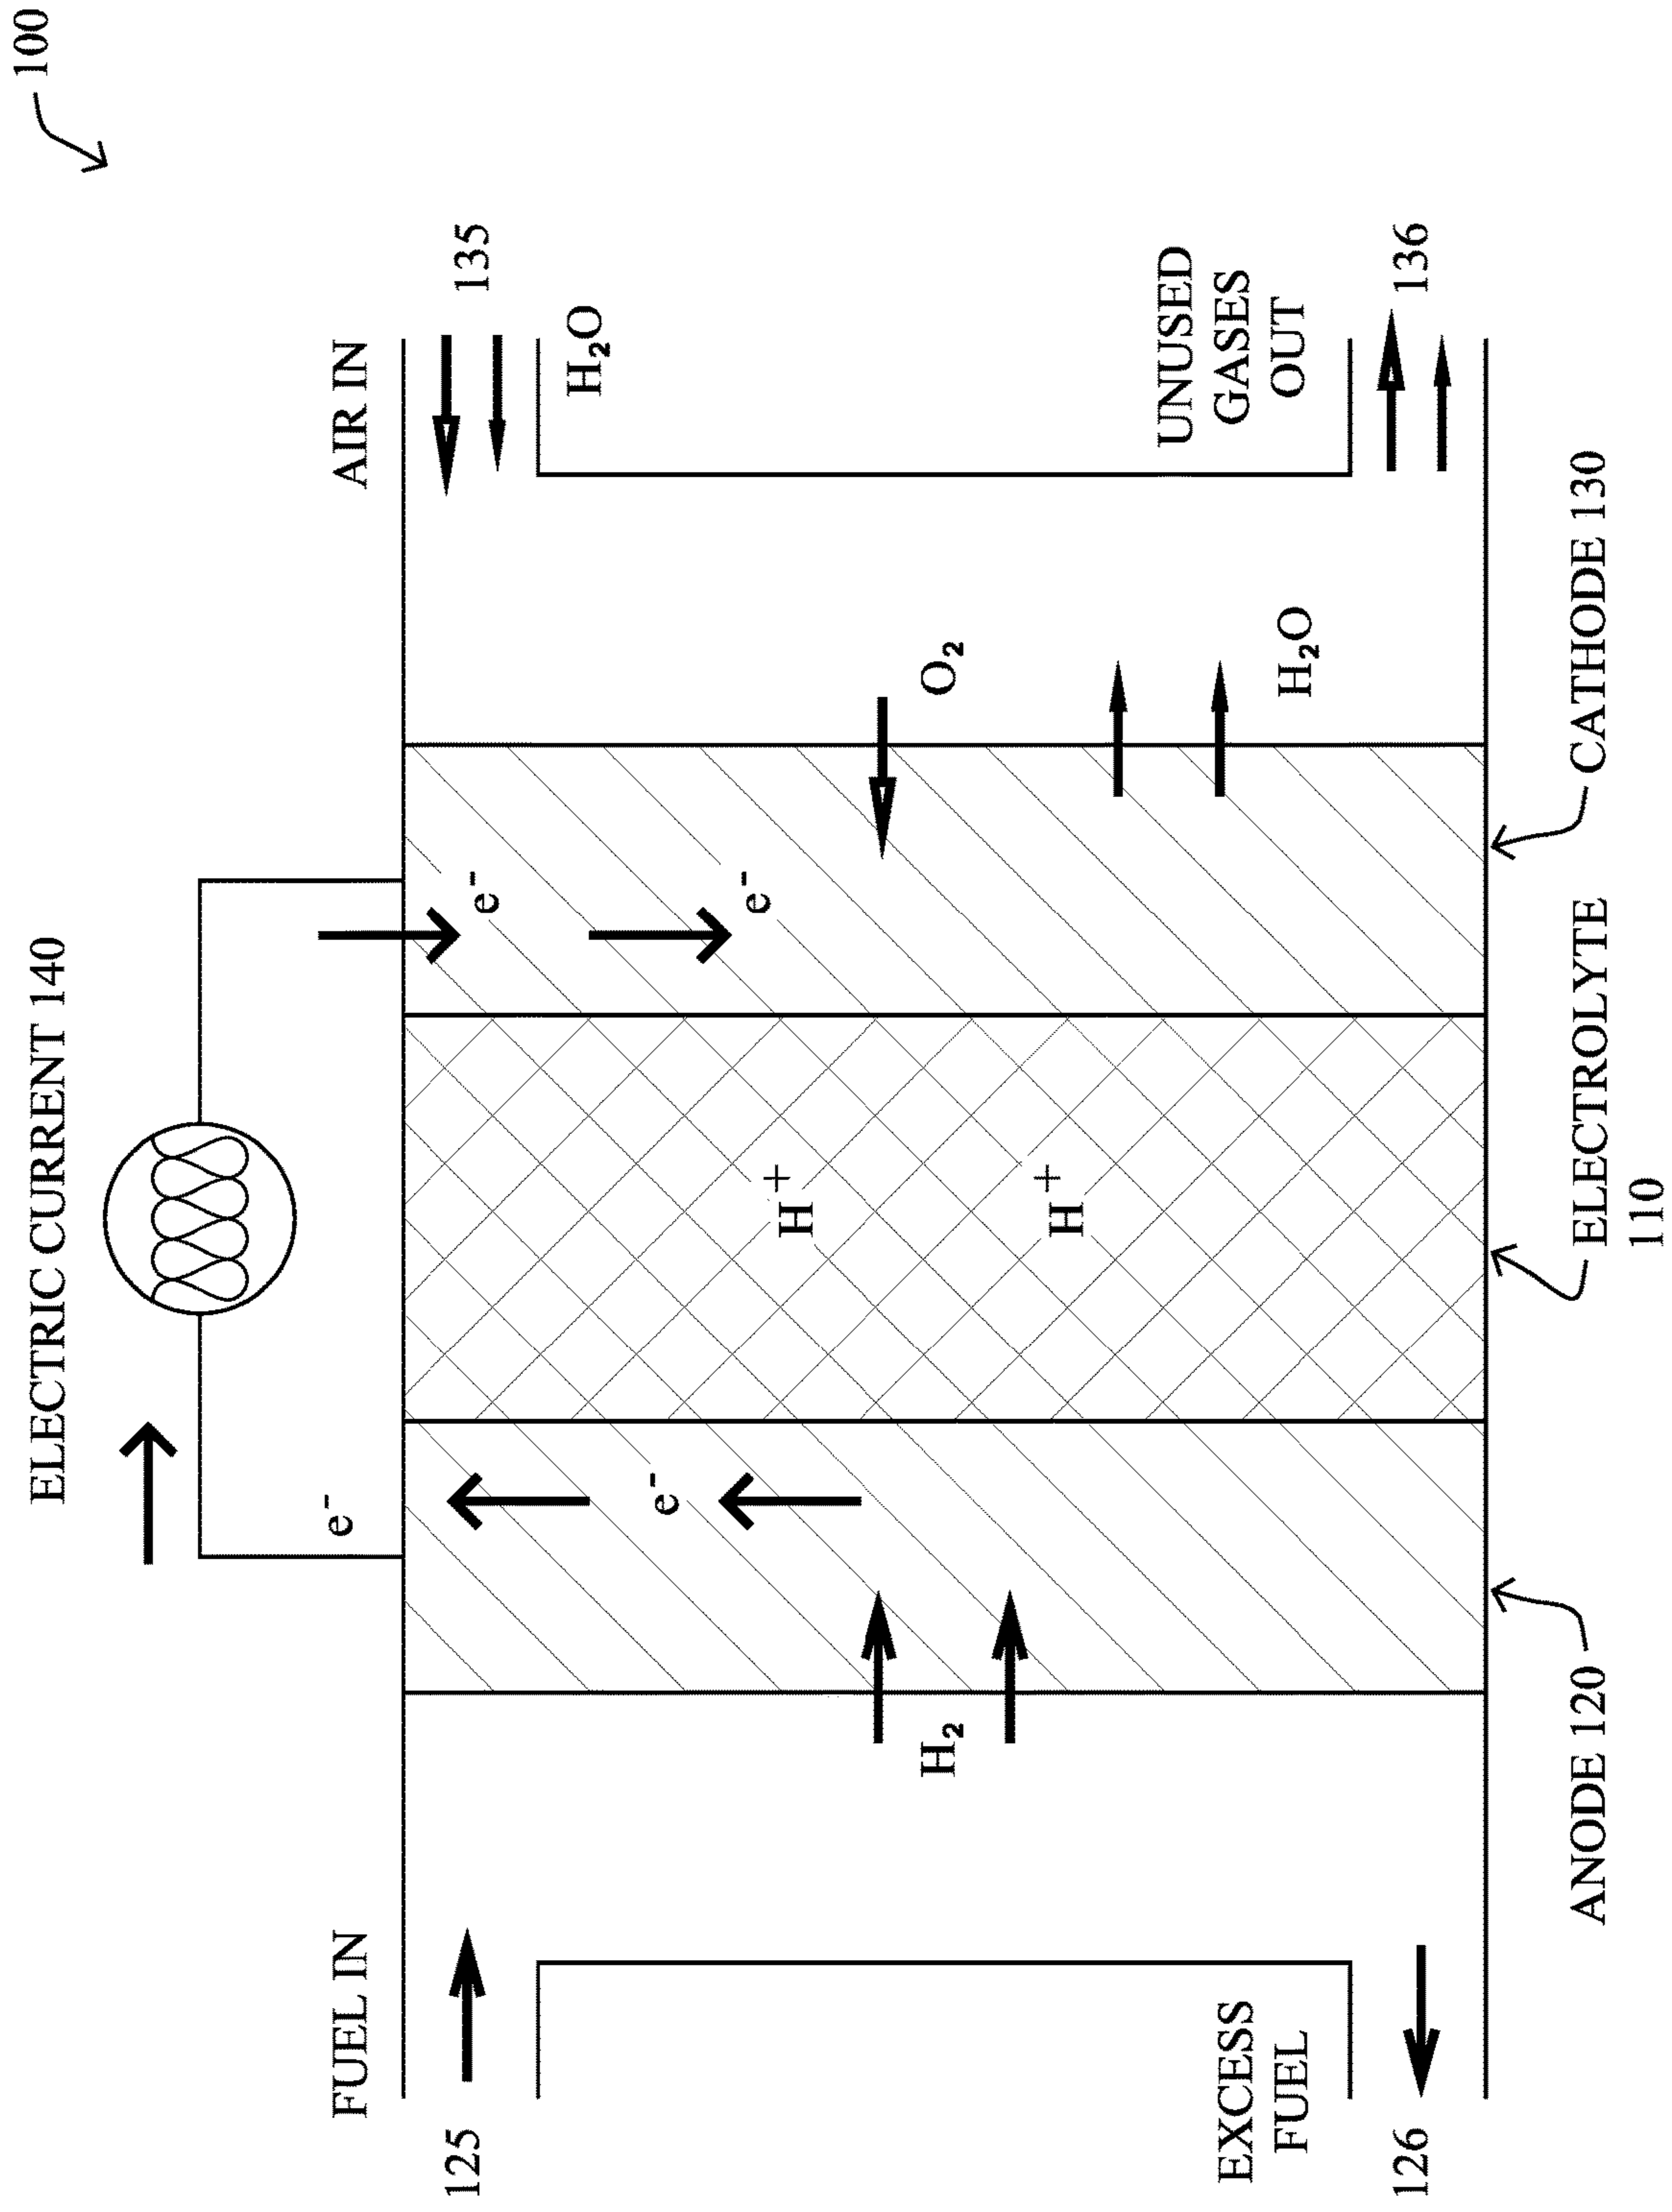 100
ELECTRIC CURRENT 140
FUEL IN
e⁻
AIR IN
125
e⁻
e⁻
135
H₂O
e⁻
H⁺
H₂
O₂
H⁺
EXCESS
FUEL
H₂O
UNUSED
GASES
OUT
126
136
ANODE 120
ELECTROLYTE
110
CATHODE 130